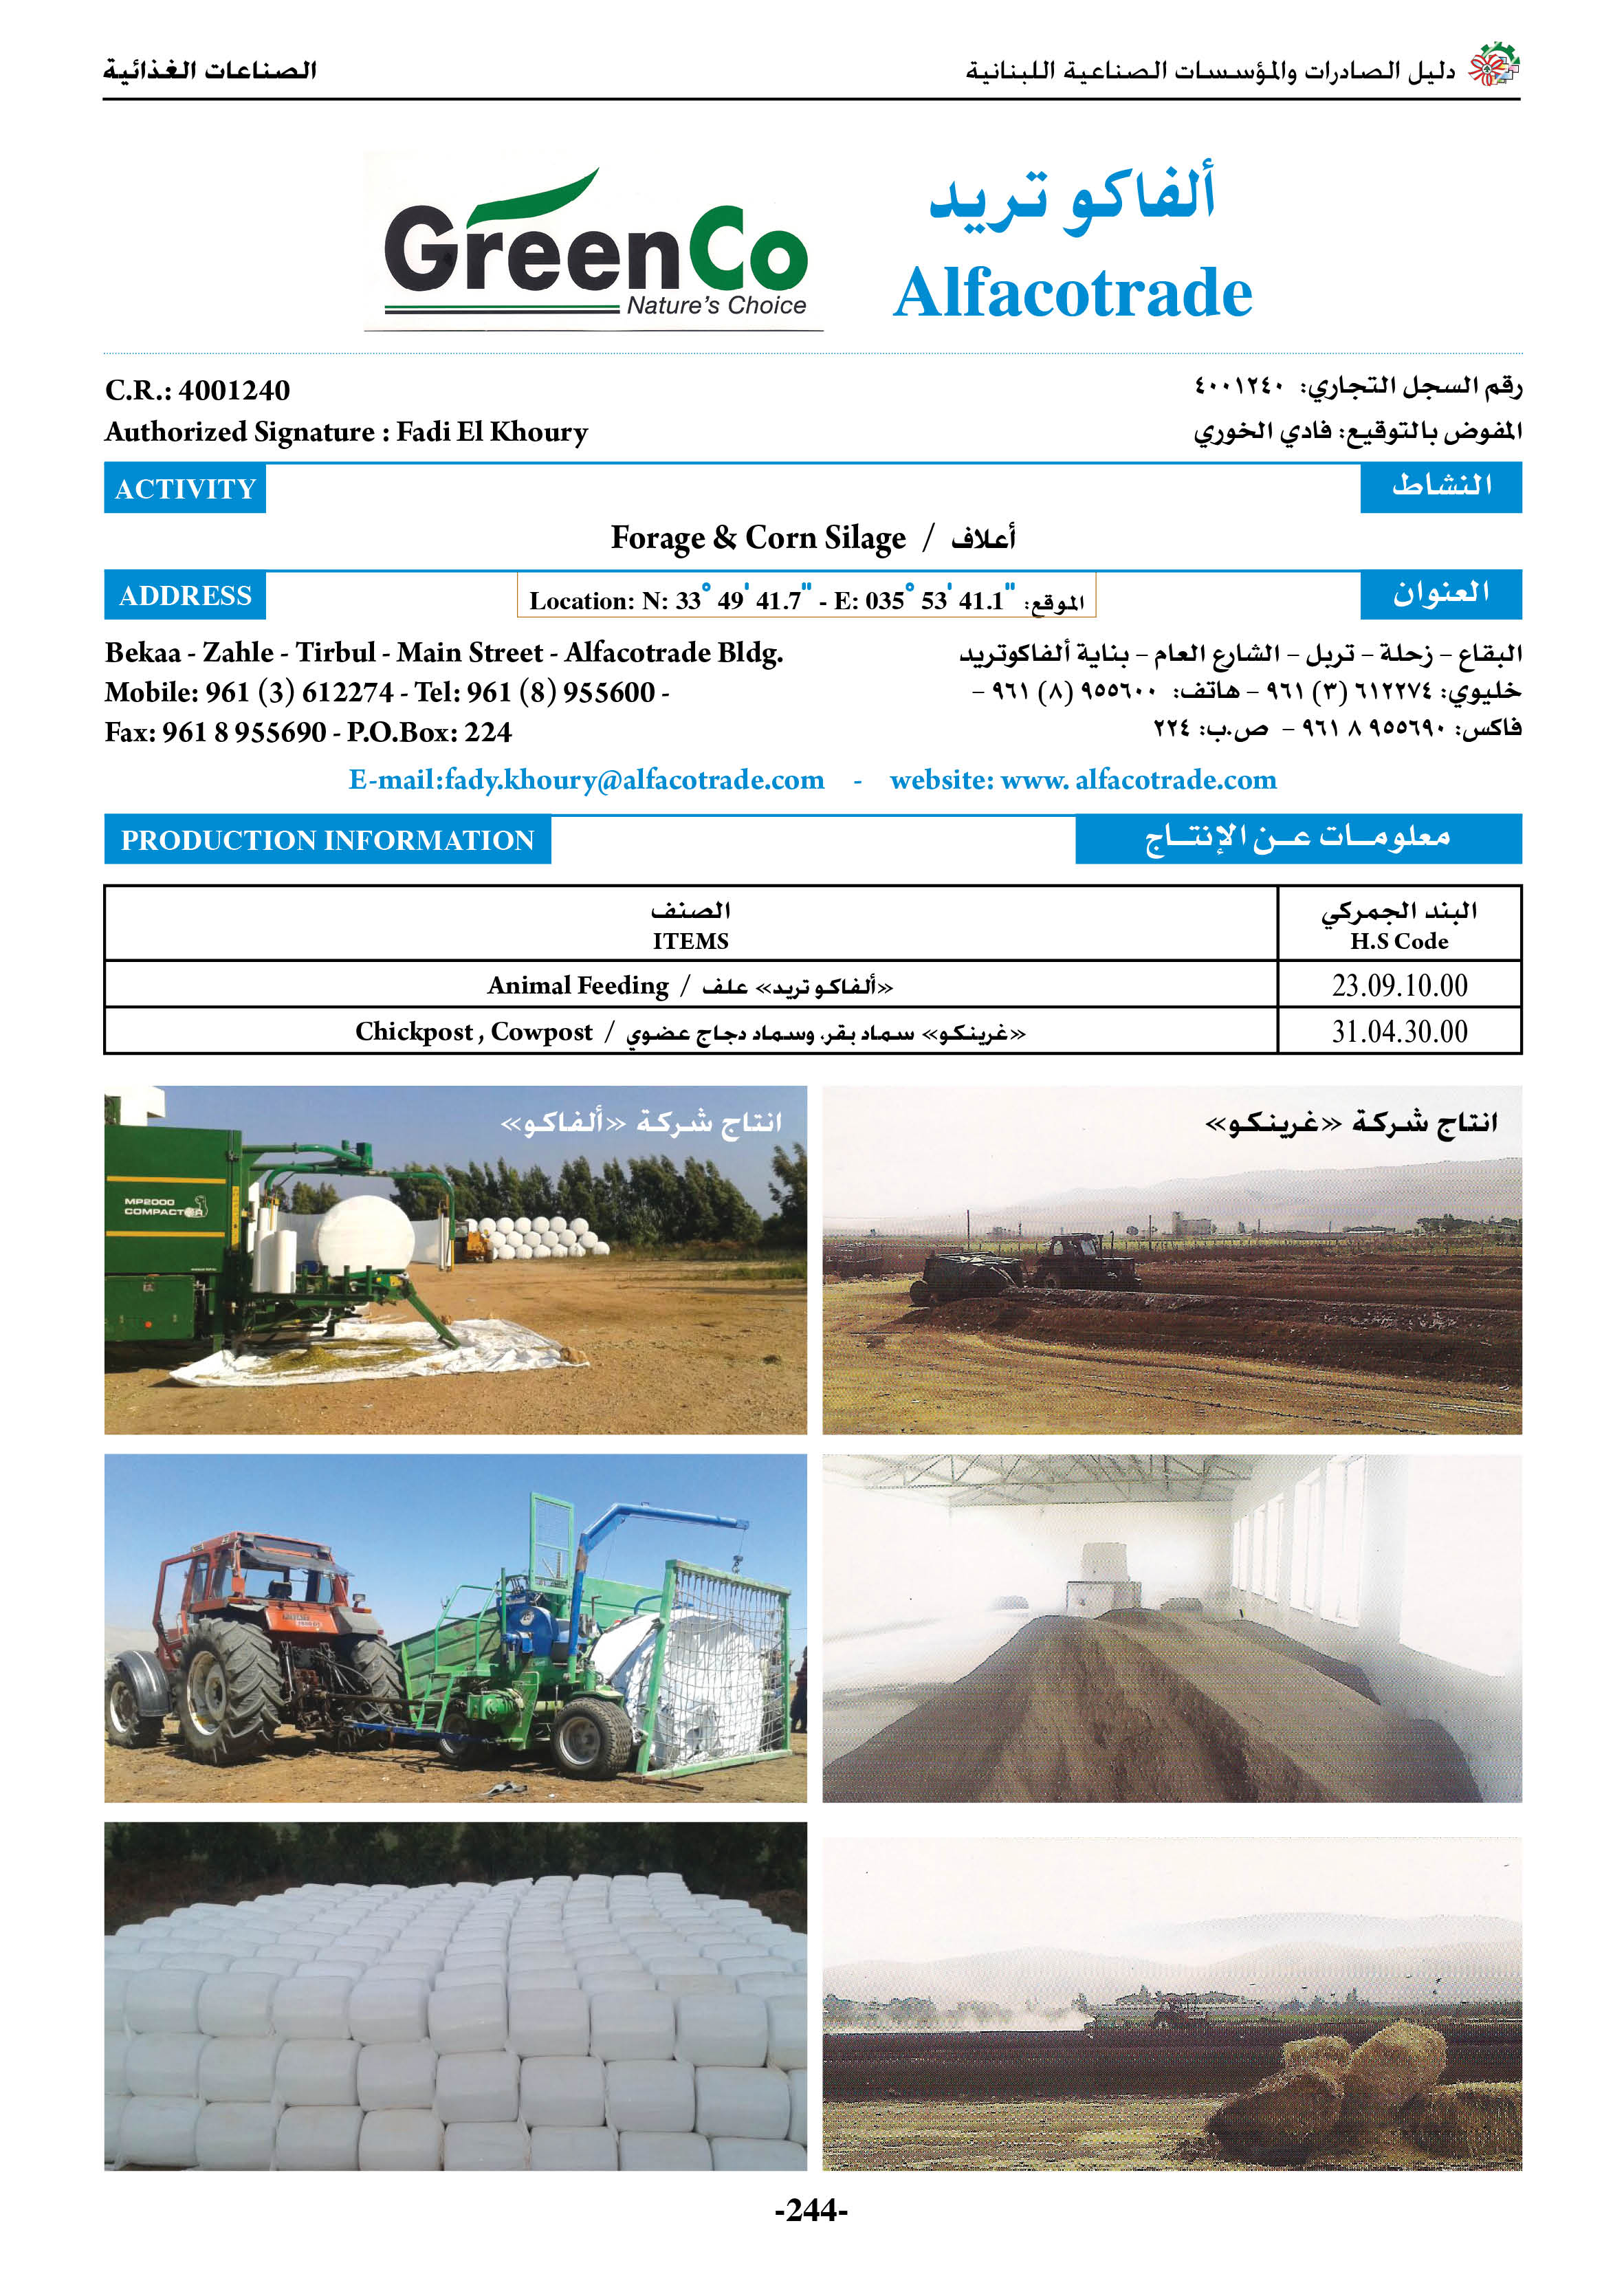 دليل الصادرات والمؤسسات الصناعية اللبنانية
الصناعات الغذائية
GreenCo
Nature's Choice
ألفاكو تريد
Alfacotrade
C.R.: 4001240
رقم السجل التجاري: ٤٠٠١٢٤٠
Authorized Signature : Fadi El Khoury
المفوض بالتوقيع: فادي الخوري
ACTIVITY
النشاط
Forage & Corn Silage / أعلاف
ADDRESS
Location: N: 33° 49' 41.7" - E: 035° 53' 41.1" الموقع:
العنوان
Bekaa - Zahle - Tirbul - Main Street - Alfacotrade Bldg.
Mobile: 961 (3) 612274 - Tel: 961 (8) 955600 -
Fax: 961 8 955690 - P.O.Box: 224
البقاع – زحلة – تربل – الشارع العام – بناية ألفاكوتريد
خليوي: ٦١٢٢٧٤ (٣) ٩٦١ – هاتف: ٩٥٥٦٠٠ (٨) ٩٦١ –
فاكس: ٩٥٥٦٩٠ ٨ ٩٦١ – ص.ب: ٢٢٤
E-mail:fady.khoury@alfacotrade.com - website: www. alfacotrade.com
PRODUCTION INFORMATION
معلومـات عـن الإنتـاج
الصنف
ITEMS
البند الجمركي
H.S Code
Animal Feeding / «ألفاكو تريد» علف
23.09.10.00
Chickpost , Cowpost / «غرينكو» سماد بقر، وسماد دجاج عضوي
31.04.30.00
انتاج شركة «ألفاكو»
انتاج شركة «غرينكو»
MP2000
COMPACTOR
-244-